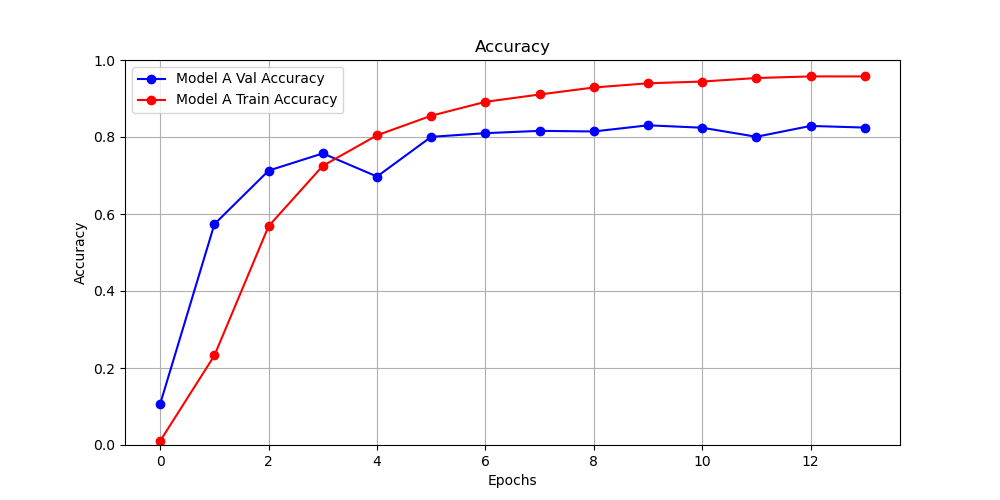 Accuracy
Model A Val Accuracy
Model A Train Accuracy
Accuracy
1.0
0.8
0.6
0.4
0.2
0.0
0 2 4 6 8 10 12
Epochs